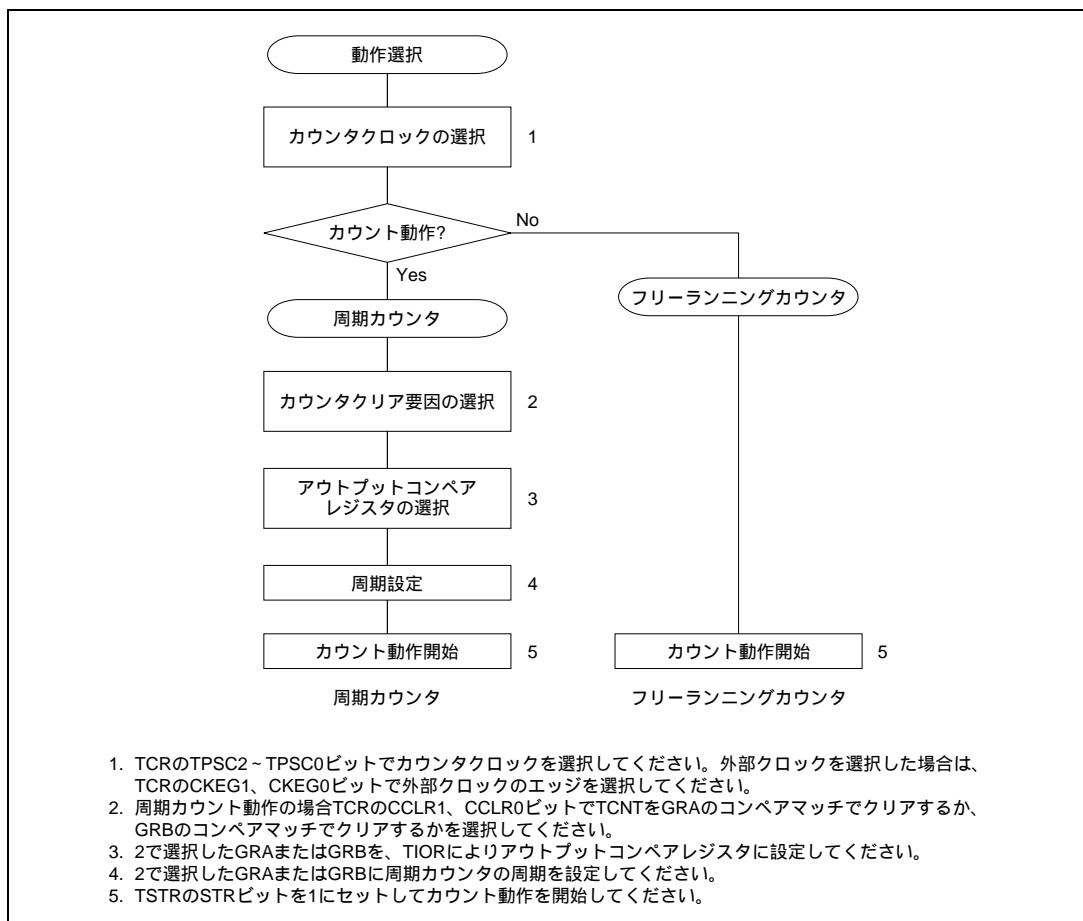 動作選択
カウンタクロックの選択 1
カウント動作?
No
Yes
フリーランニングカウンタ
周期カウンタ
カウンタクリア要因の選択 2
アウトプットコンペア
レジスタの選択
3
周期設定 4
カウント動作開始 5
カウント動作開始 5
周期カウンタ
フリーランニングカウンタ
1. TCRのTPSC2~TPSC0ビットでカウンタクロックを選択してください。外部クロックを選択した場合は、
TCRのCKEG1、CKEG0ビットで外部クロックのエッジを選択してください。
2. 周期カウント動作の場合TCRのCCLR1、CCLR0ビットでTCNTをGRAのコンペアマッチでクリアするか、
GRBのコンペアマッチでクリアするかを選択してください。
3. 2で選択したGRAまたはGRBを、TIORによりアウトプットコンペアレジスタに設定してください。
4. 2で選択したGRAまたはGRBに周期カウンタの周期を設定してください。
5. TSTRのSTRビットを1にセットしてカウント動作を開始してください。